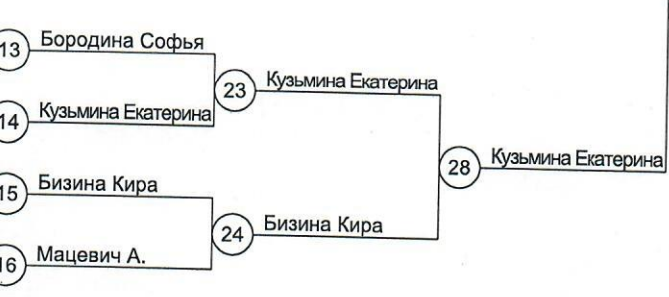 13 Бородина Софья
23 Кузьмина Екатерина
14 Кузьмина Екатерина
28 Кузьмина Екатерина
15 Бизина Кира
24 Бизина Кира
16 Мацевич А.